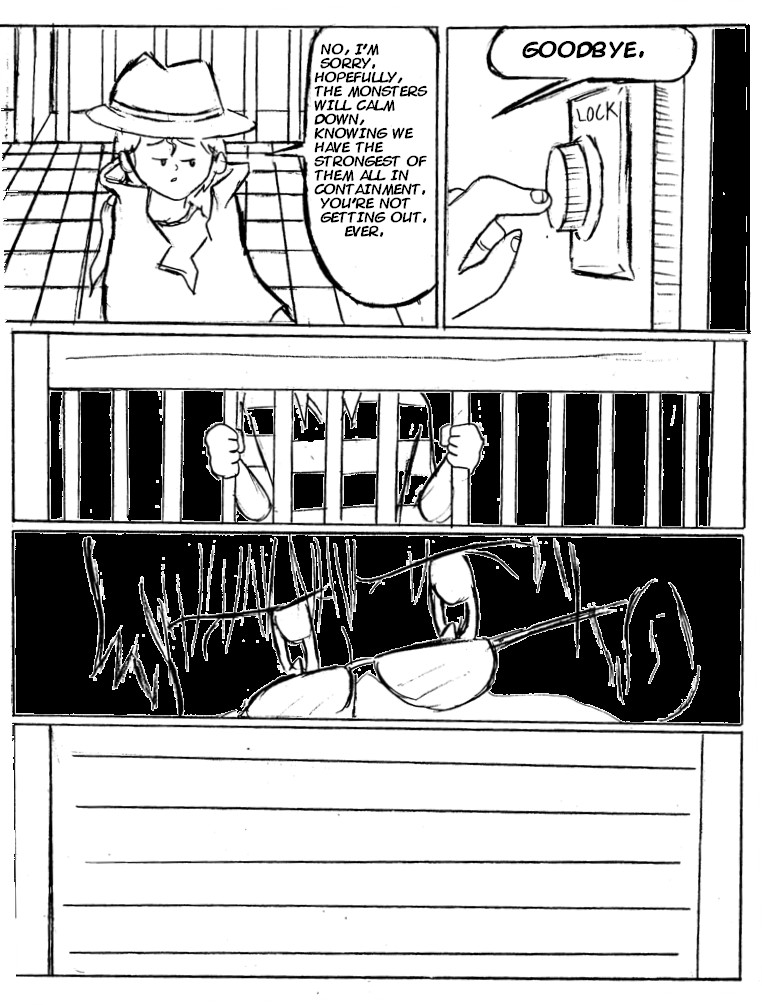 NO, I'M
SORRY.
HOPEFULLY,
THE MONSTERS
WILL CALM
DOWN,
KNOWING WE
HAVE THE
STRONGEST OF
THEM ALL IN
CONTAINMENT.
YOU'RE NOT
GETTING OUT.
EVER.
GOODBYE.
LOCK